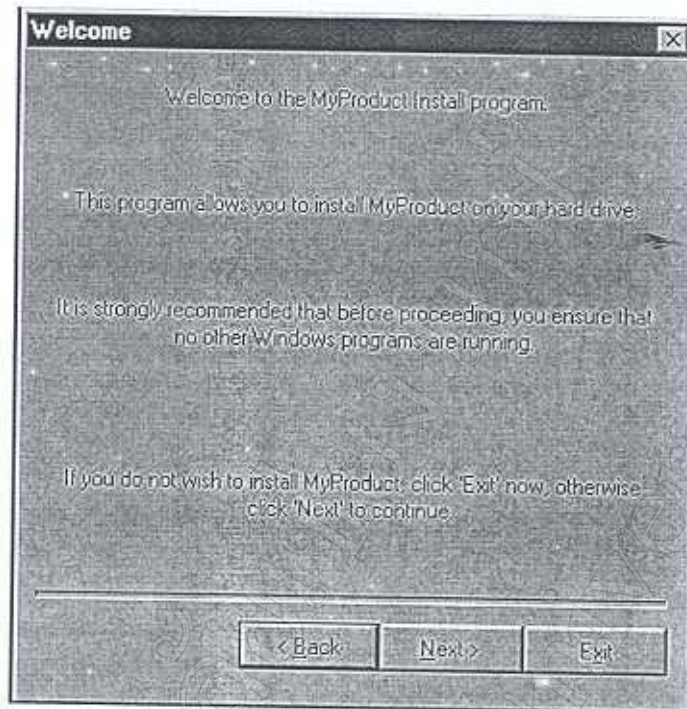 Welcome
Welcome to the MyProduct Install program.
This program allows you to install MyProduct on your hard drive.
It is strongly recommended that before proceeding, you ensure that
no other Windows programs are running.
If you do not wish to install MyProduct, click 'Exit' now, otherwise
click 'Next' to continue.
< Back
Next >
Exit